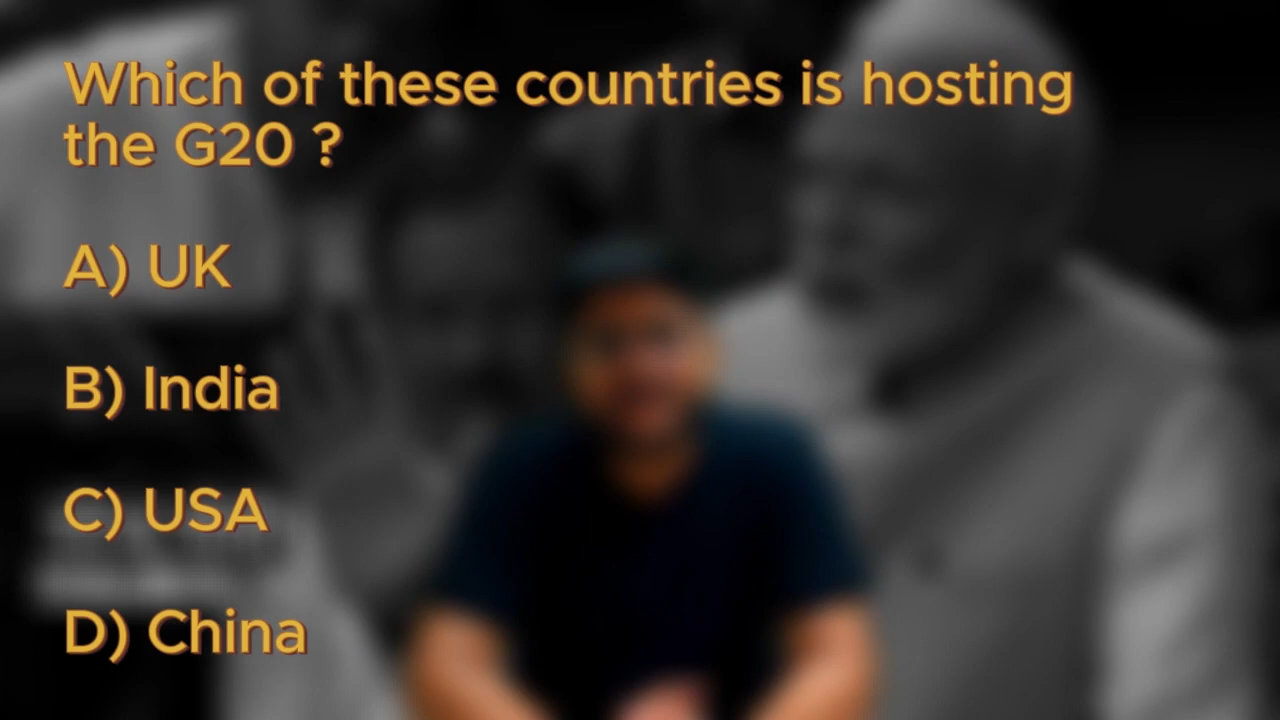 Which of these countries is hosting
the G20 ?
A) UK
B) India
C) USA
D) China